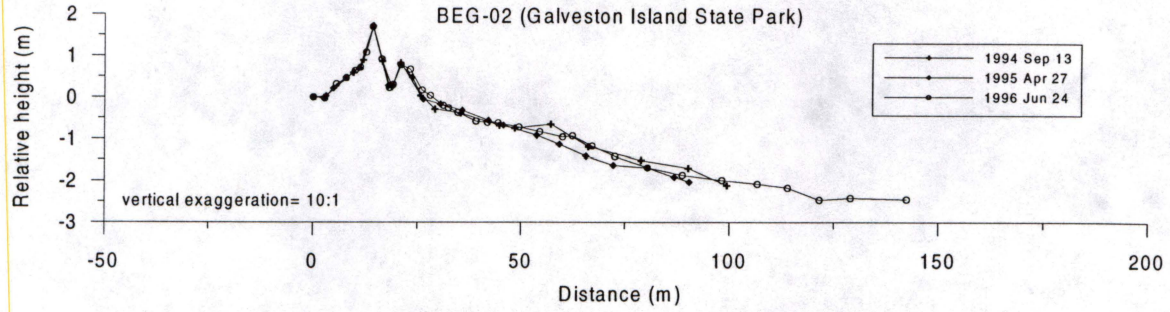 BEG-02 (Galveston Island State Park)
Relative height (m)
2
1
0
-1
-2
-3
1994 Sep 13
1995 Apr 27
1996 Jun 24
vertical exaggeration= 10:1
-50 0 50 100 150 200
Distance (m)